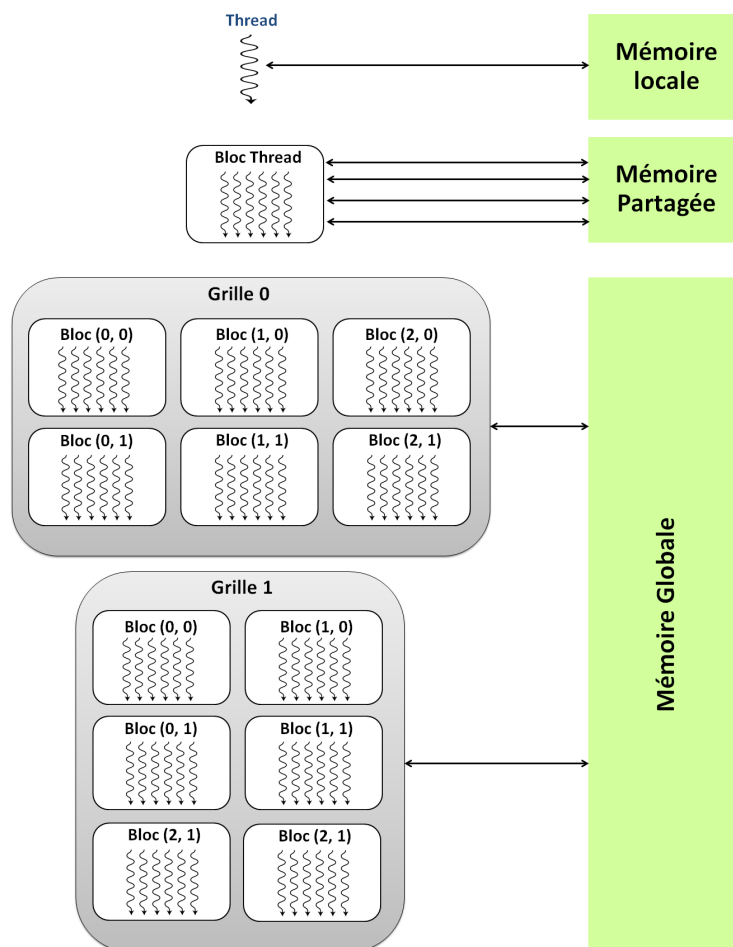 Thread
Mémoire
locale
Bloc Thread
Mémoire
Partagée
Grille 0
Bloc (0, 0)
Bloc (1, 0)
Bloc (2, 0)
Bloc (0, 1)
Bloc (1, 1)
Bloc (2, 1)
Mémoire Globale
Grille 1
Bloc (0, 0)
Bloc (1, 0)
Bloc (0, 1)
Bloc (1, 1)
Bloc (2, 1)
Bloc (2, 1)